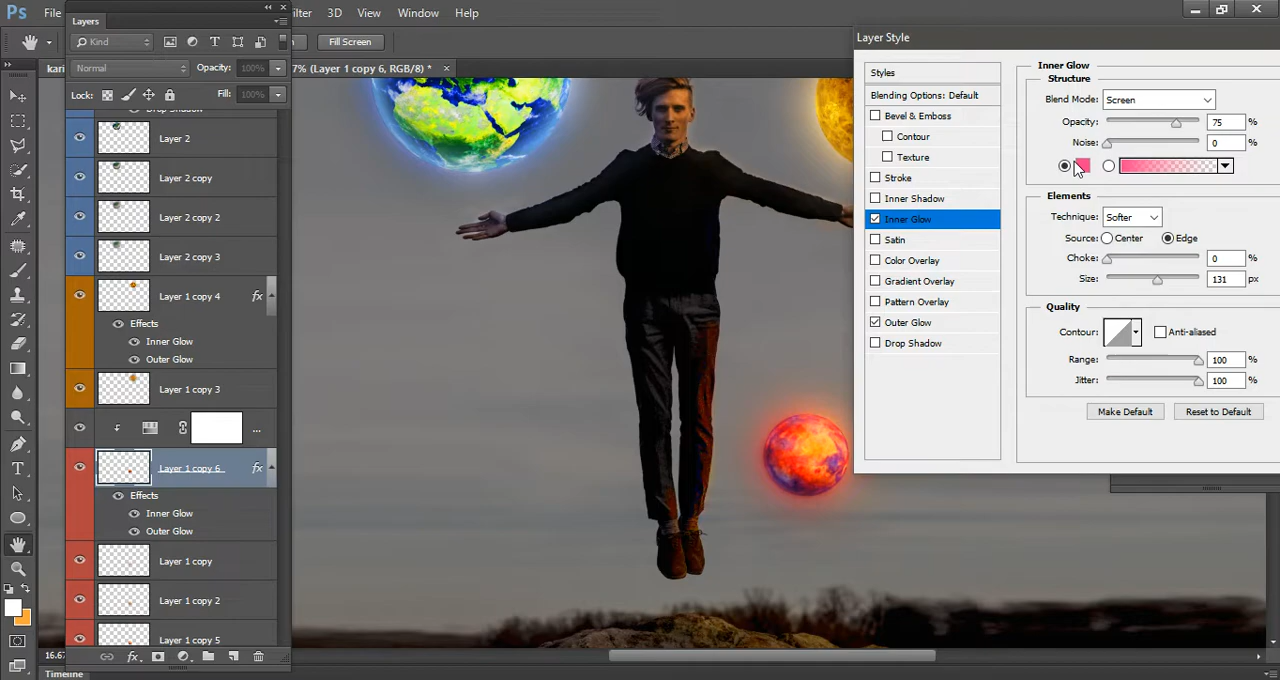 Ps File ilter 3D View Window Help
Layers
Kind
Fill Screen
Normal Opacity: 100%
kari 7% (Layer 1 copy 6, RGB/8) * ×
Lock: Fill: 100%
Layer 2
Layer 2 copy
Layer 2 copy 2
Layer 2 copy 3
Layer 1 copy 4 fx
Effects
Inner Glow
Outer Glow
Layer 1 copy 3
...
Layer 1 copy 6 fx
Effects
Inner Glow
Outer Glow
Layer 1 copy
Layer 1 copy 2
Layer 1 copy 5
16.67
Timeline
Layer Style
Styles
Blending Options: Default
Bevel & Emboss
Contour
Texture
Stroke
Inner Shadow
Inner Glow
Satin
Color Overlay
Gradient Overlay
Pattern Overlay
Outer Glow
Drop Shadow
Inner Glow
Structure
Blend Mode: Screen
Opacity: 75 %
Noise: 0 %
Elements
Technique: Softer
Source: Center Edge
Choke: 0 %
Size: 131 px
Quality
Contour: Anti-aliased
Range: 100 %
Jitter: 100 %
Make Default Reset to Default